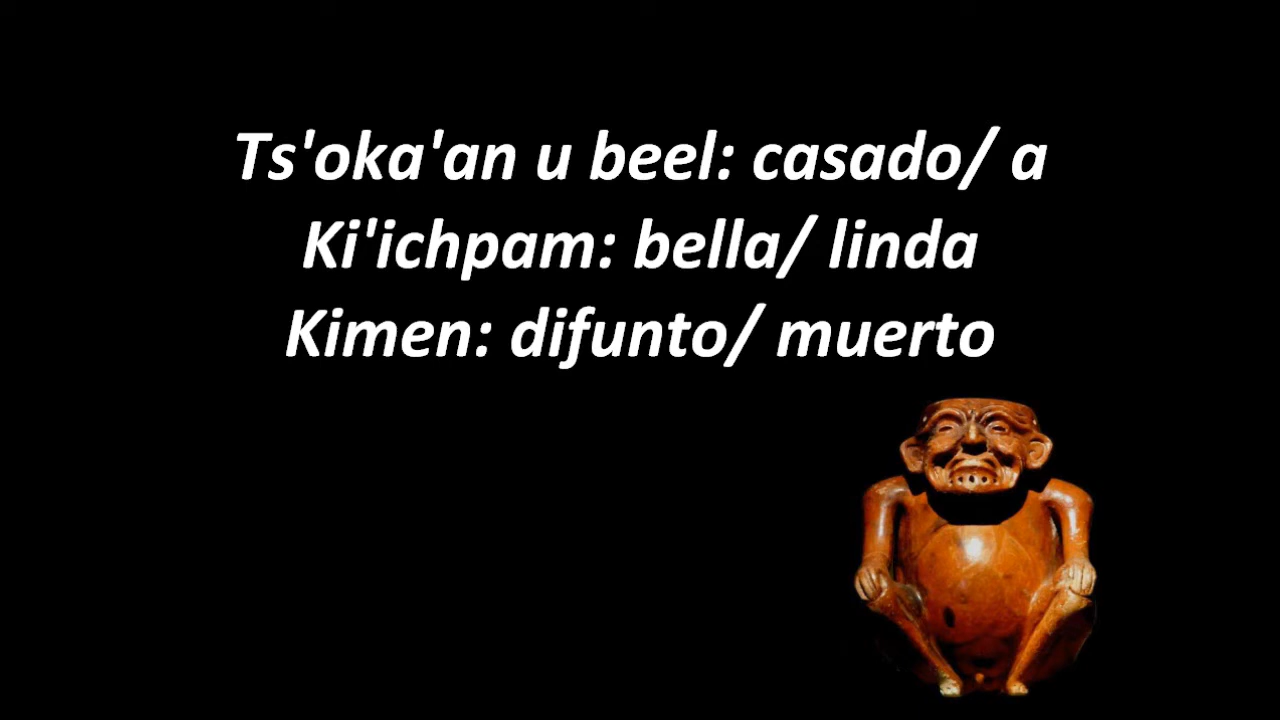 Ts'oka'an u beel: casado/ a
Ki'ichpam: bella/ linda
Kimen: difunto/ muerto